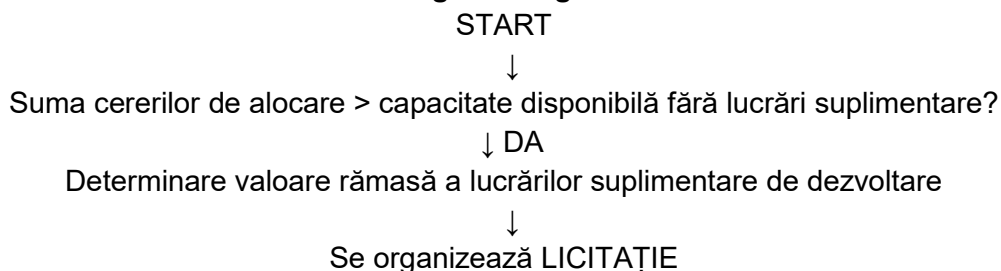 START
↓
Suma cererilor de alocare > capacitate disponibilă fără lucrări suplimentare?
↓ DA
Determinare valoare rămasă a lucrărilor suplimentare de dezvoltare
↓
Se organizează LICITAȚIE